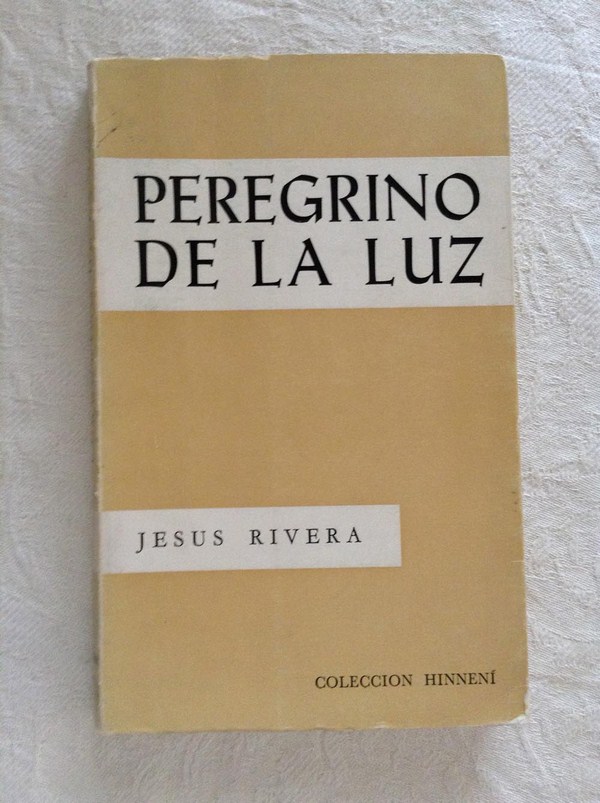 PEREGRINO
DE LA LUZ
JESUS RIVERA
COLECCION HINNENÍ